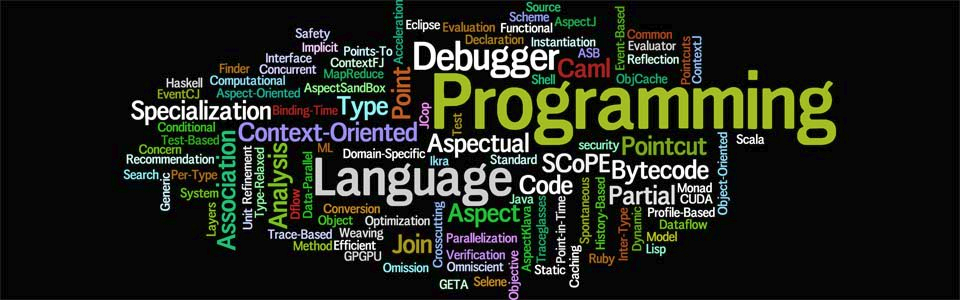 Source
Scheme
AspectJ
Eclipse
Evaluation
Functional
Event-Based
Acceleration
Safety
Declaration
Instantiation
Common
Implicit
Points-To
Debugger
ASB
Evaluator
Pointcuts
ContextJ
Interface
ContextFJ
Caml
Reflection
Finder
Concurrent
MapReduce
Point
Shell
ObjCache
Haskell
Computational
AspectSandBox
EventCJ
Aspect-Oriented
Programming
Specialization
Binding-Time
Type
JCop
Test
Conditional
Context-Oriented
Test-Based
Aspectual
security
Pointcut
Scala
Concern
ML
Domain-Specific
Ikra
Standard
SCoPE
Object-Oriented
Recommendation
Association
Refinement
Type-Relaxed
Analysis
Data-Parallel
Language
Code
Bytecode
Search
Per-Type
Generic
Unit
Dflow
Java
Partial
Monad
CUDA
System
Layers
Conversion
Object
Optimization
Crosscutting
Aspect
Traceglasses
Point-in-Time
Spontaneous
History-Based
Inter-Type
Dynamic
Profile-Based
Dataflow
Trace-Based
Weaving
Parallelization
AspectKlava
Model
Method
Efficient
Join
Lisp
GPGPU
Verification
Ruby
Omission
Omniscient
Static
Caching
GETA
Selene
Objective